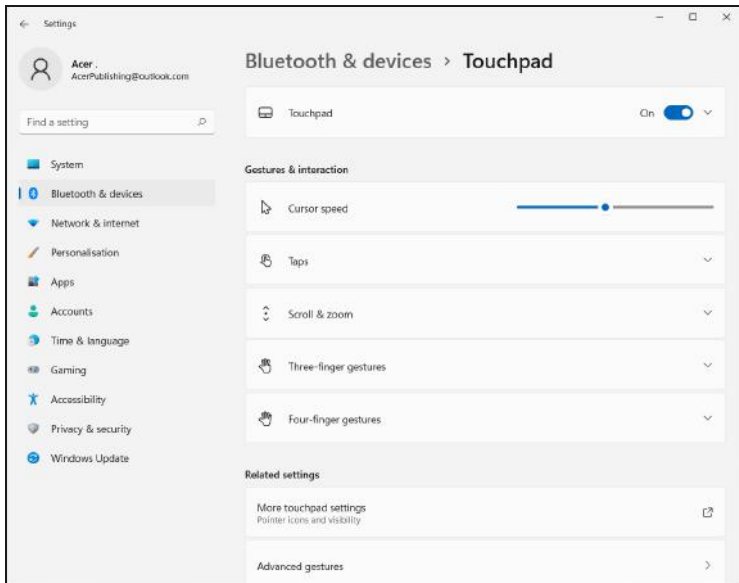 Settings
Acer .
AcerPublishing@outlook.com
Find a setting
System
Bluetooth & devices
Network & internet
Personalisation
Apps
Accounts
Time & language
Gaming
Accessibility
Privacy & security
Windows Update
Bluetooth & devices > Touchpad
Touchpad
On
Gestures & interaction
Cursor speed
Taps
Scroll & zoom
Three-finger gestures
Four-finger gestures
Related settings
More touchpad settings
Pointer icons and visibility
Advanced gestures